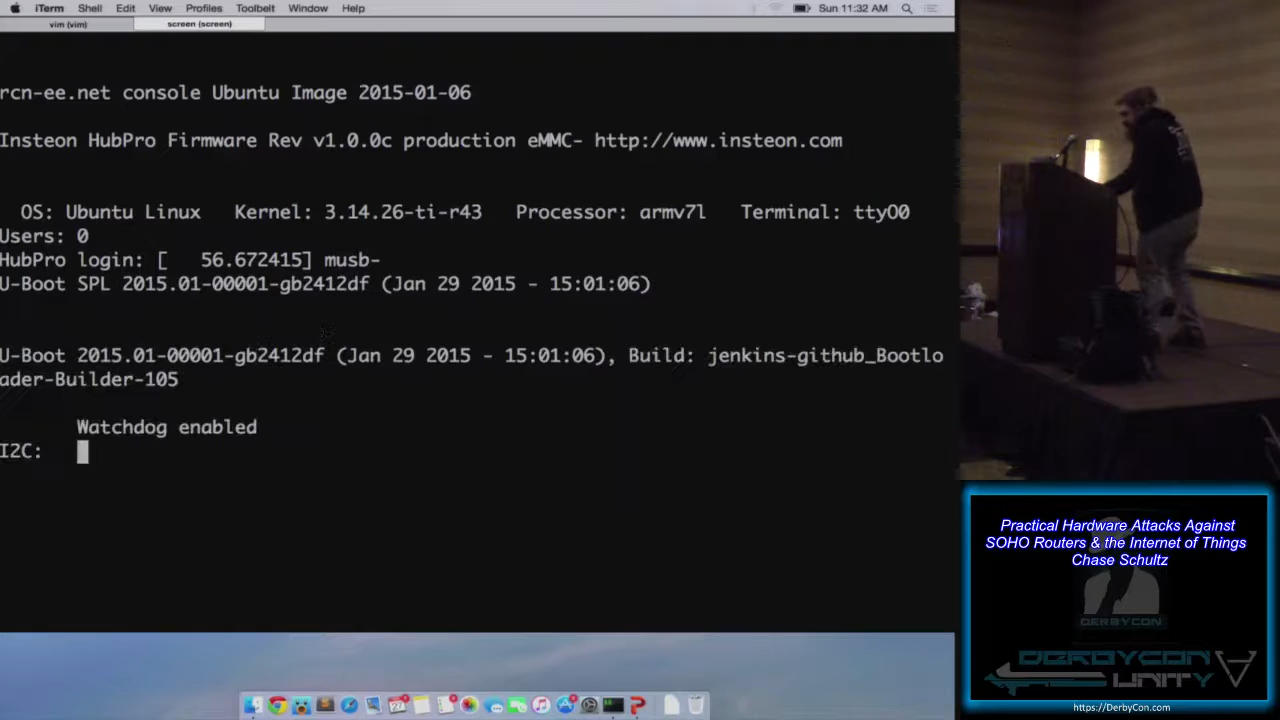 iTerm Shell Edit View Profiles Toolbelt Window Help Sun 11:32 AM
vim (vim) screen (screen)
rcn-ee.net console Ubuntu Image 2015-01-06
Insteon HubPro Firmware Rev v1.0.0c production eMMC- http://www.insteon.com
OS: Ubuntu Linux Kernel: 3.14.26-ti-r43 Processor: armv7l Terminal: ttyO0
Users: 0
HubPro login: [ 56.672415] musb-
U-Boot SPL 2015.01-00001-gb2412df (Jan 29 2015 - 15:01:06)
U-Boot 2015.01-00001-gb2412df (Jan 29 2015 - 15:01:06), Build: jenkins-github_Bootlo
ader-Builder-105
Watchdog enabled
I2C:
Practical Hardware Attacks Against
SOHO Routers & the Internet of Things
Chase Schultz
DERBYCON
DERBYCON
UNITY
https://DerbyCon.com